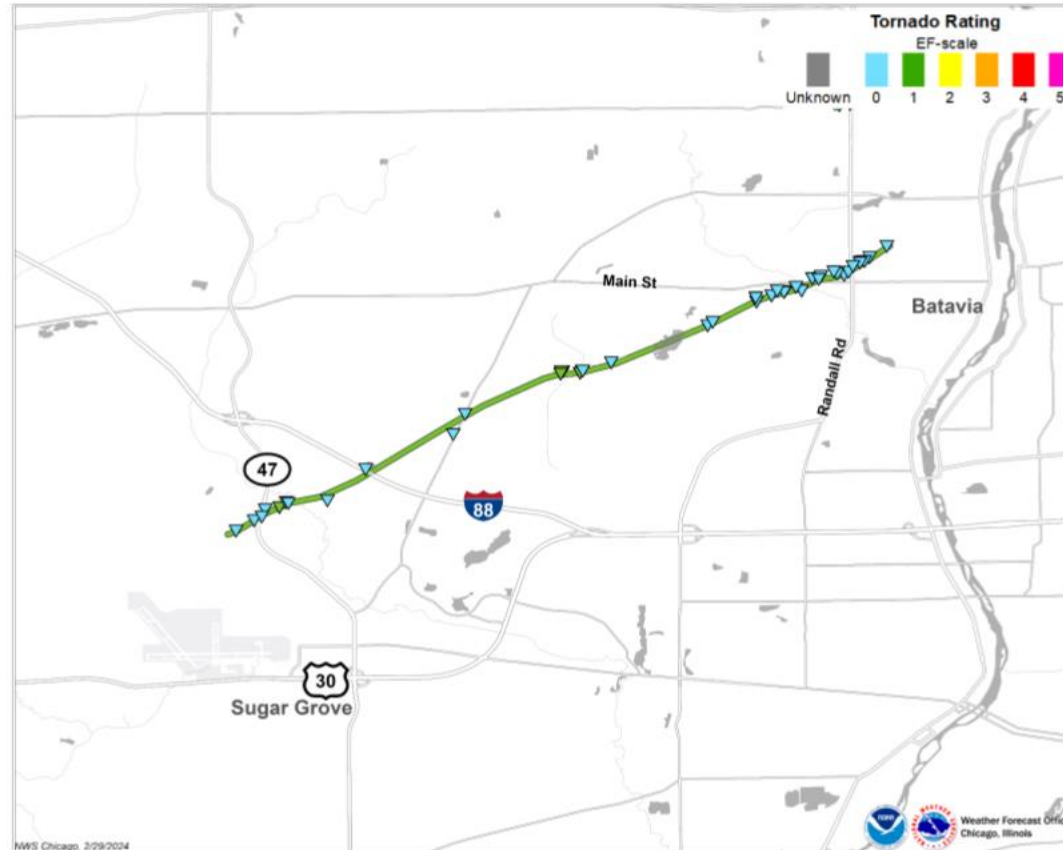 Tornado Rating
EF-scale
Unknown 0 1 2 3 4 5
Main St
Batavia
Randall Rd
47
88
30
Sugar Grove
Weather Forecast Offic
Chicago, Illinois
NWS Chicago, 2/29/2024